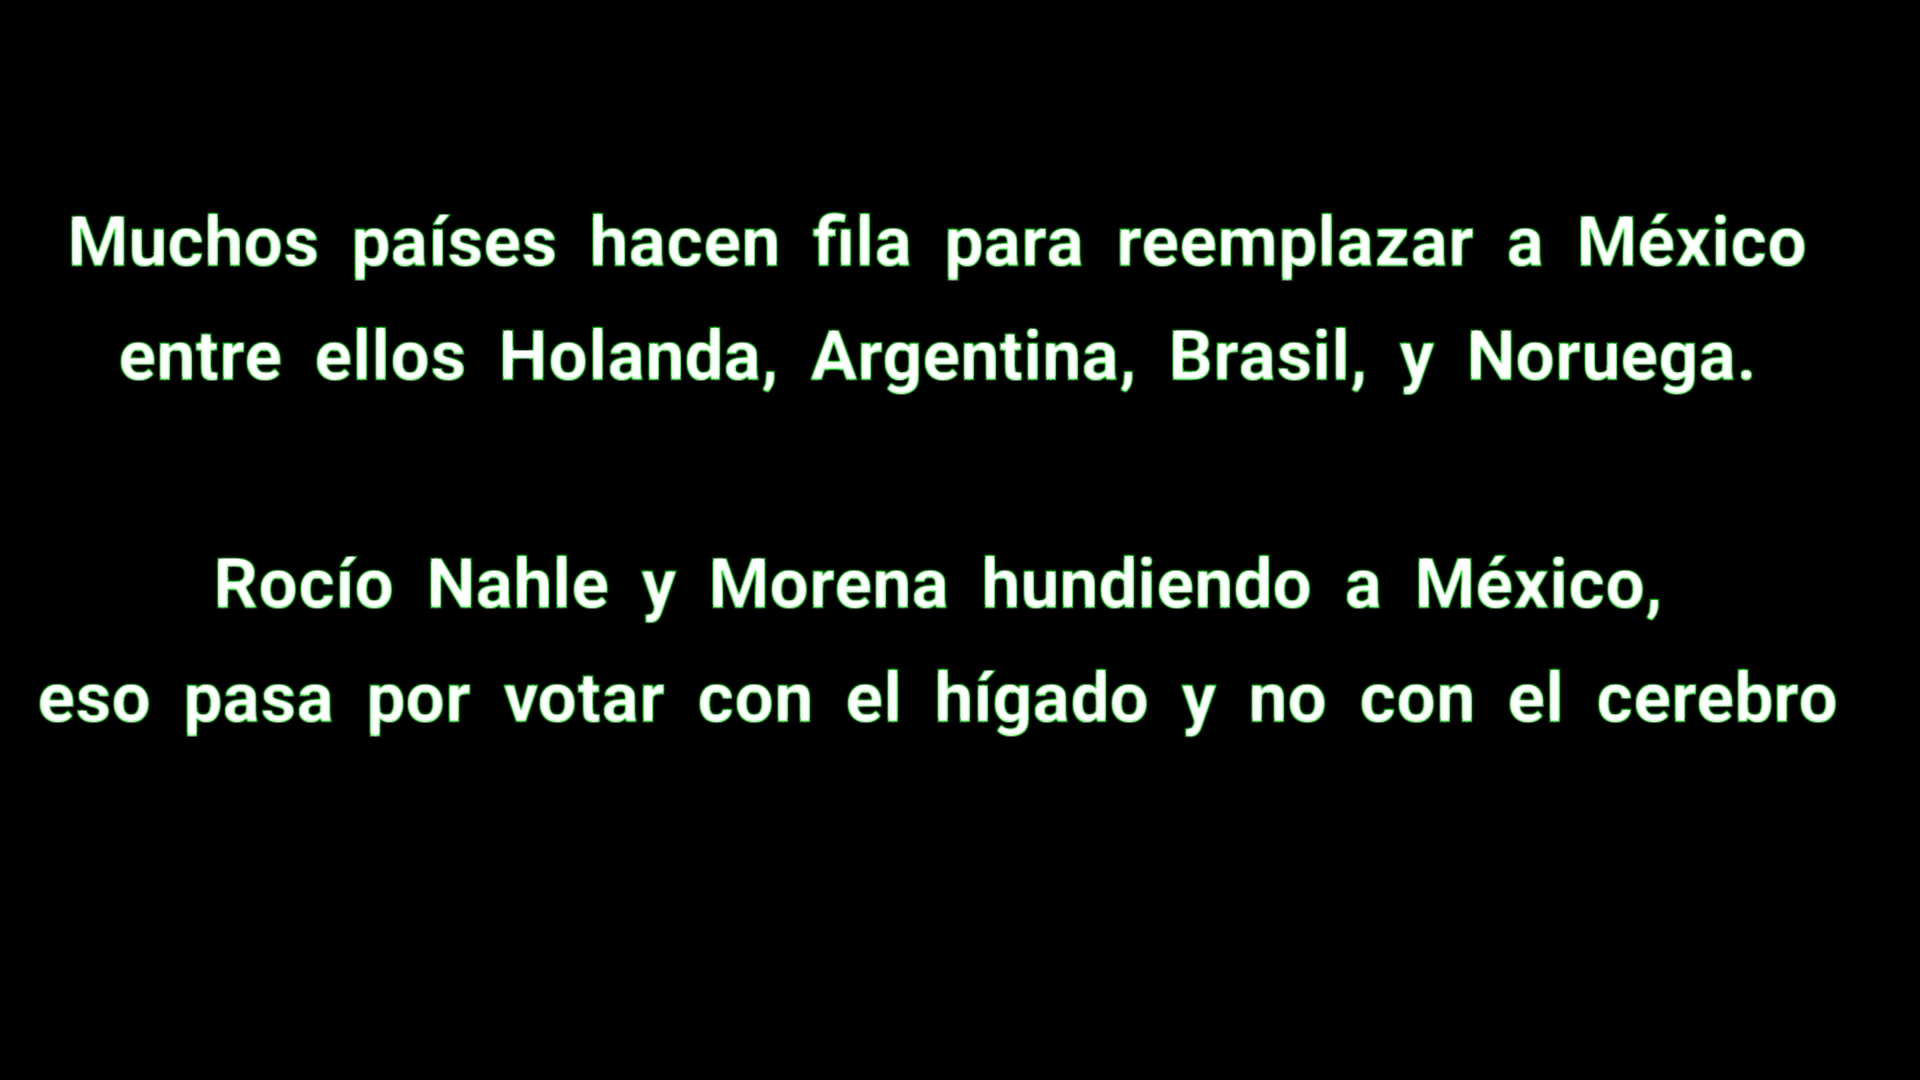 Muchos países hacen fila para reemplazar a México
entre ellos Holanda, Argentina, Brasil, y Noruega.
Rocío Nahle y Morena hundiendo a México,
eso pasa por votar con el hígado y no con el cerebro